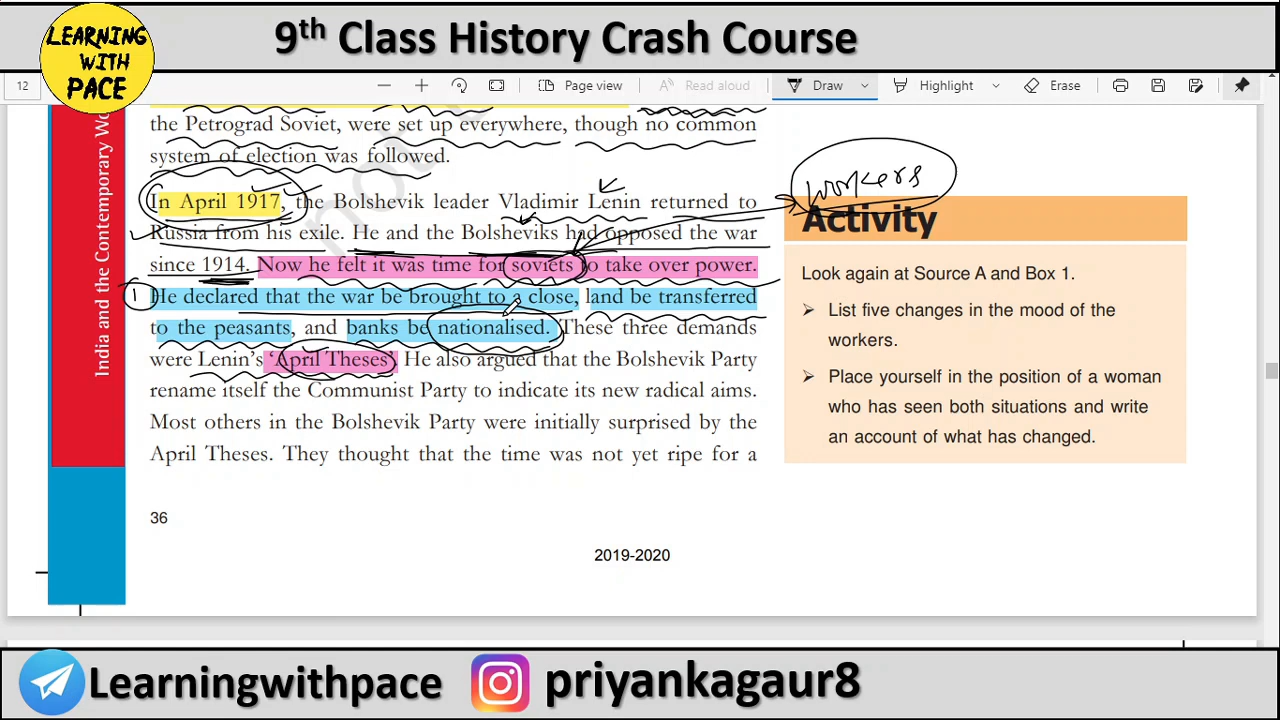 LEARNING
WITH
PACE
9th Class History Crash Course
12
Page view
Read aloud
Draw
Highlight
Erase
India and the Contemporary Wo
not
the Petrograd Soviet, were set up everywhere, though no common
system of election was followed.
In April 1917, the Bolshevik leader Vladimir Lenin returned to
Russia from his exile. He and the Bolsheviks had opposed the war
since 1914. Now he felt it was time for soviets to take over power.
1 He declared that the war be brought to a close, land be transferred
to the peasants, and banks be nationalised. These three demands
were Lenin's 'April Theses'. He also argued that the Bolshevik Party
rename itself the Communist Party to indicate its new radical aims.
Most others in the Bolshevik Party were initially surprised by the
April Theses. They thought that the time was not yet ripe for a
workers
Activity
Look again at Source A and Box 1.
➢ List five changes in the mood of the
workers.
➢ Place yourself in the position of a woman
who has seen both situations and write
an account of what has changed.
36
2019-2020
Learningwithpace
priyankagaur8